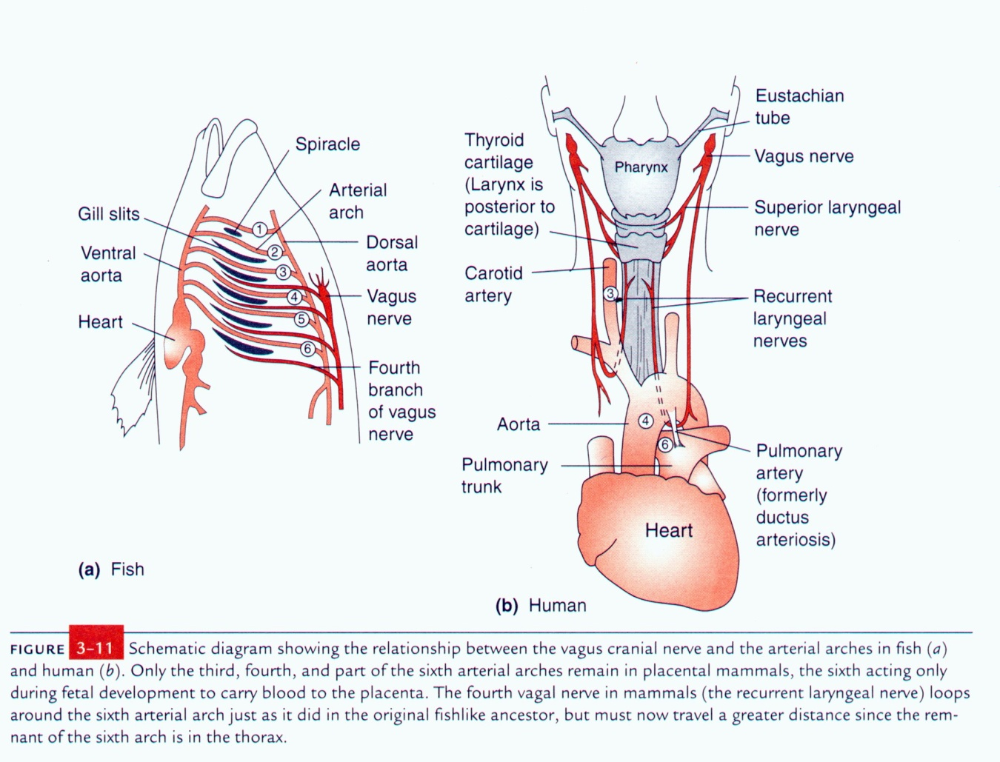 Spiracle
Arterial
arch
Gill slits
Ventral
aorta
Dorsal
aorta
Vagus
nerve
Heart
Fourth
branch
of vagus
nerve
1
2
3
4
5
6
(a) Fish
Eustachian
tube
Thyroid
cartilage
(Larynx is
posterior to
cartilage)
Pharynx
Vagus nerve
Superior laryngeal
nerve
Carotid
artery
3
Recurrent
laryngeal
nerves
Aorta
4
6
Pulmonary
trunk
Pulmonary
artery
(formerly
ductus
arteriosis)
Heart
(b) Human
FIGURE 3–11 Schematic diagram showing the relationship between the vagus cranial nerve and the arterial arches in fish (a)
and human (b). Only the third, fourth, and part of the sixth arterial arches remain in placental mammals, the sixth acting only
during fetal development to carry blood to the placenta. The fourth vagal nerve in mammals (the recurrent laryngeal nerve) loops
around the sixth arterial arch just as it did in the original fishlike ancestor, but must now travel a greater distance since the rem-
nant of the sixth arch is in the thorax.